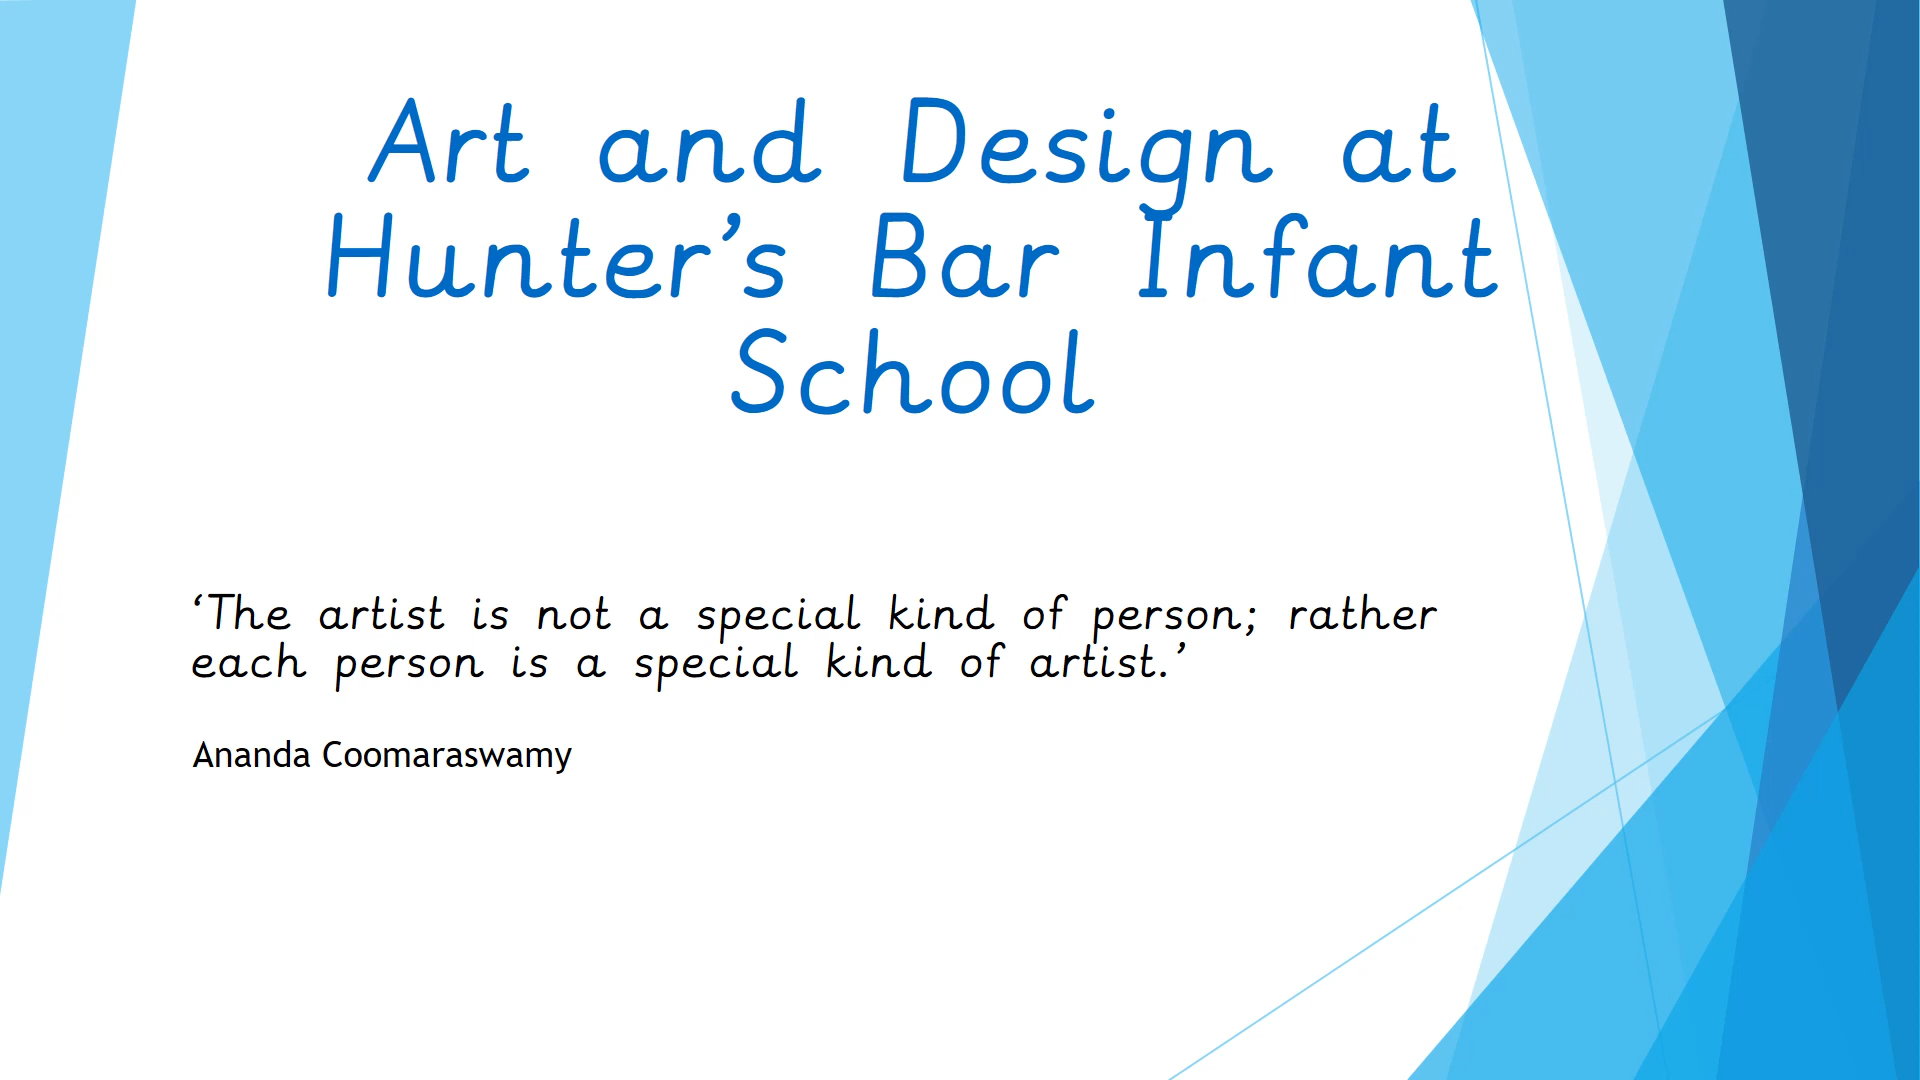 Art and Design at
Hunter’s Bar Infant
School
‘The artist is not a special kind of person; rather
each person is a special kind of artist.’
Ananda Coomaraswamy